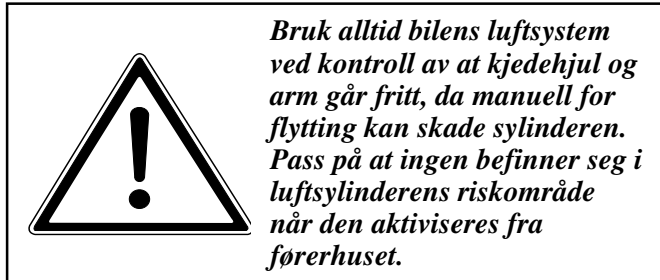 Bruk alltid bilens luftsystem
ved kontroll av at kjedehjul og
arm går fritt, da manuell for
flytting kan skade sylinderen.
Pass på at ingen befinner seg i
luftsylinderens riskområde
når den aktiviseres fra
førerhuset.